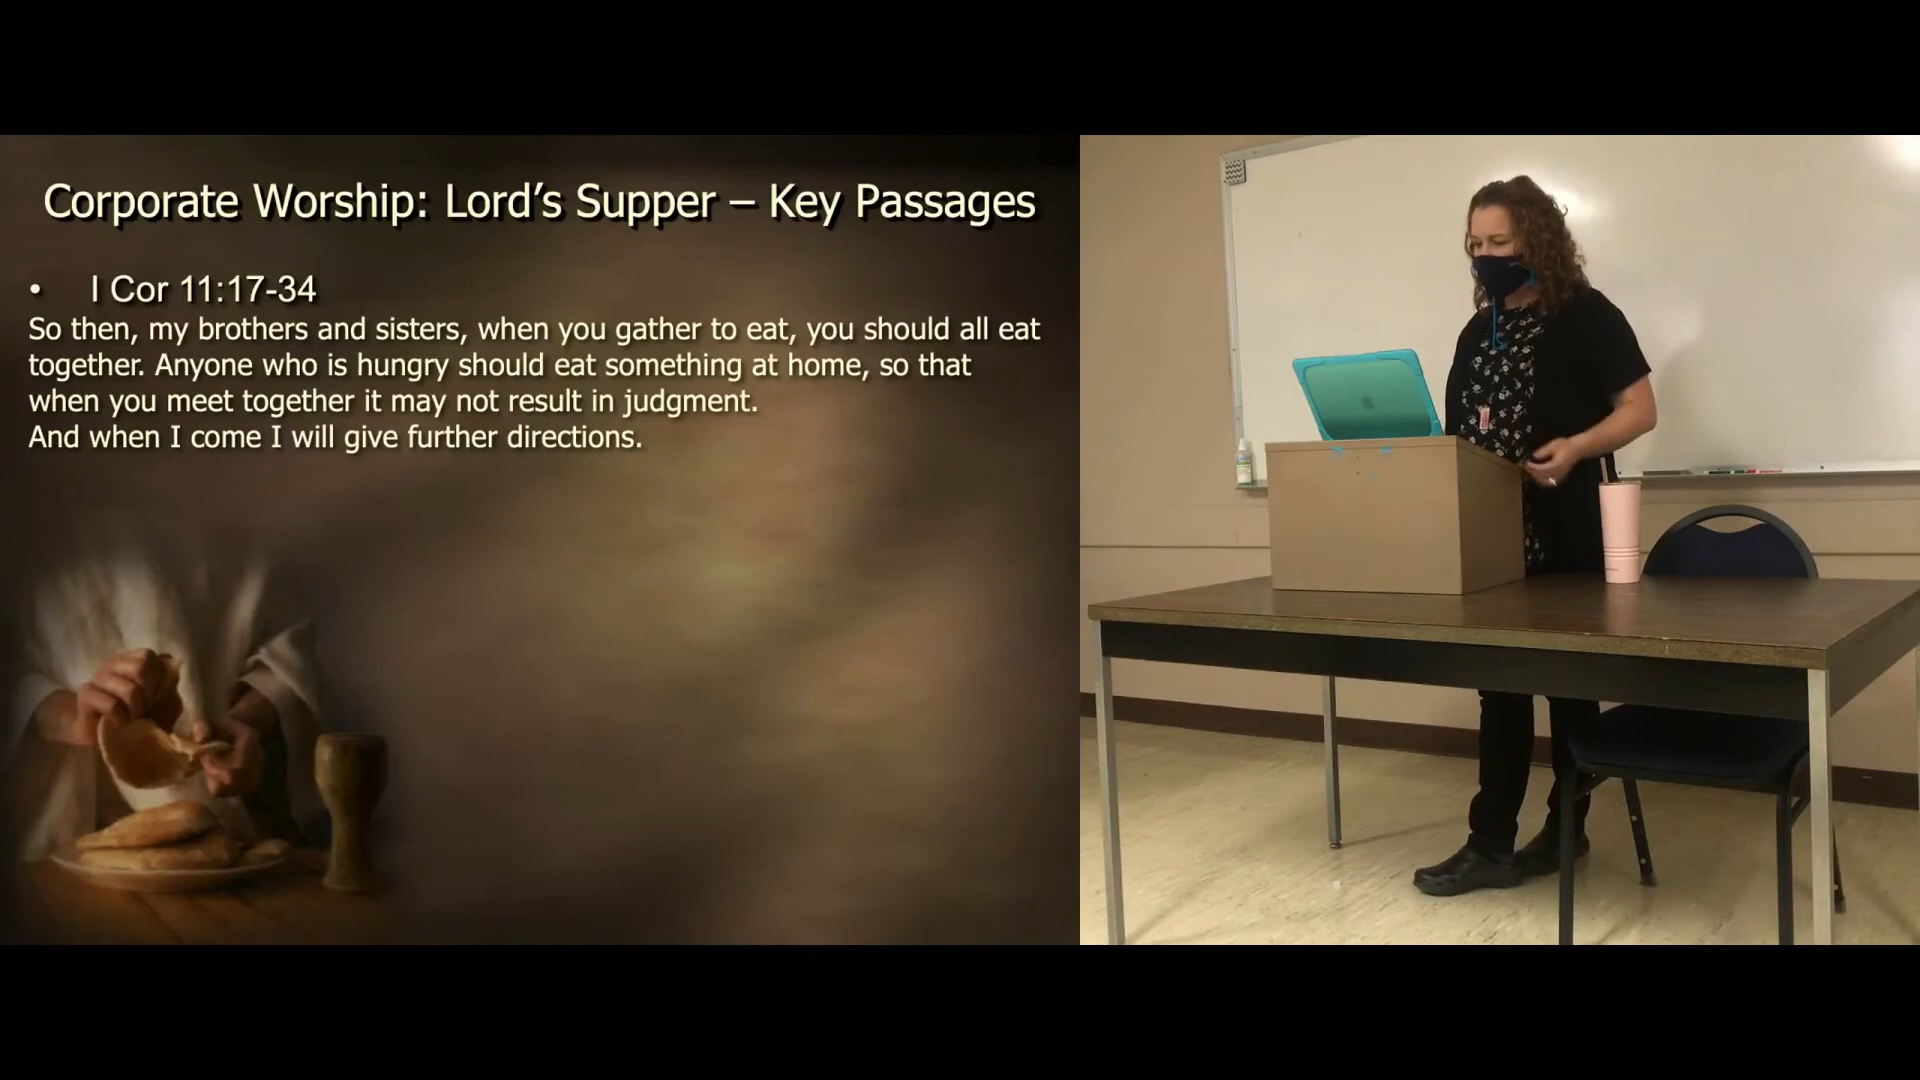 Corporate Worship: Lord's Supper – Key Passages
• I Cor 11:17-34
So then, my brothers and sisters, when you gather to eat, you should all eat
together. Anyone who is hungry should eat something at home, so that
when you meet together it may not result in judgment.
And when I come I will give further directions.